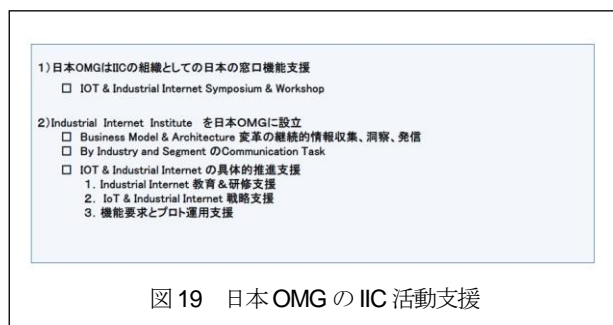 1)日本OMGはIICの組織としての日本の窓口機能支援
□ IOT & Industrial Internet Symposium & Workshop
2)Industrial Internet Institute を日本OMGに設立
□ Business Model & Architecture 変革の継続的情報収集、洞察、発信
□ By Industry and Segment のCommunication Task
□ IOT & Industrial Internet の具体的推進支援
1. Industrial Internet 教育&研修支援
2. IoT & Industrial Internet 戦略支援
3. 機能要求とプロト運用支援
図 19 日本 OMG の IIC 活動支援